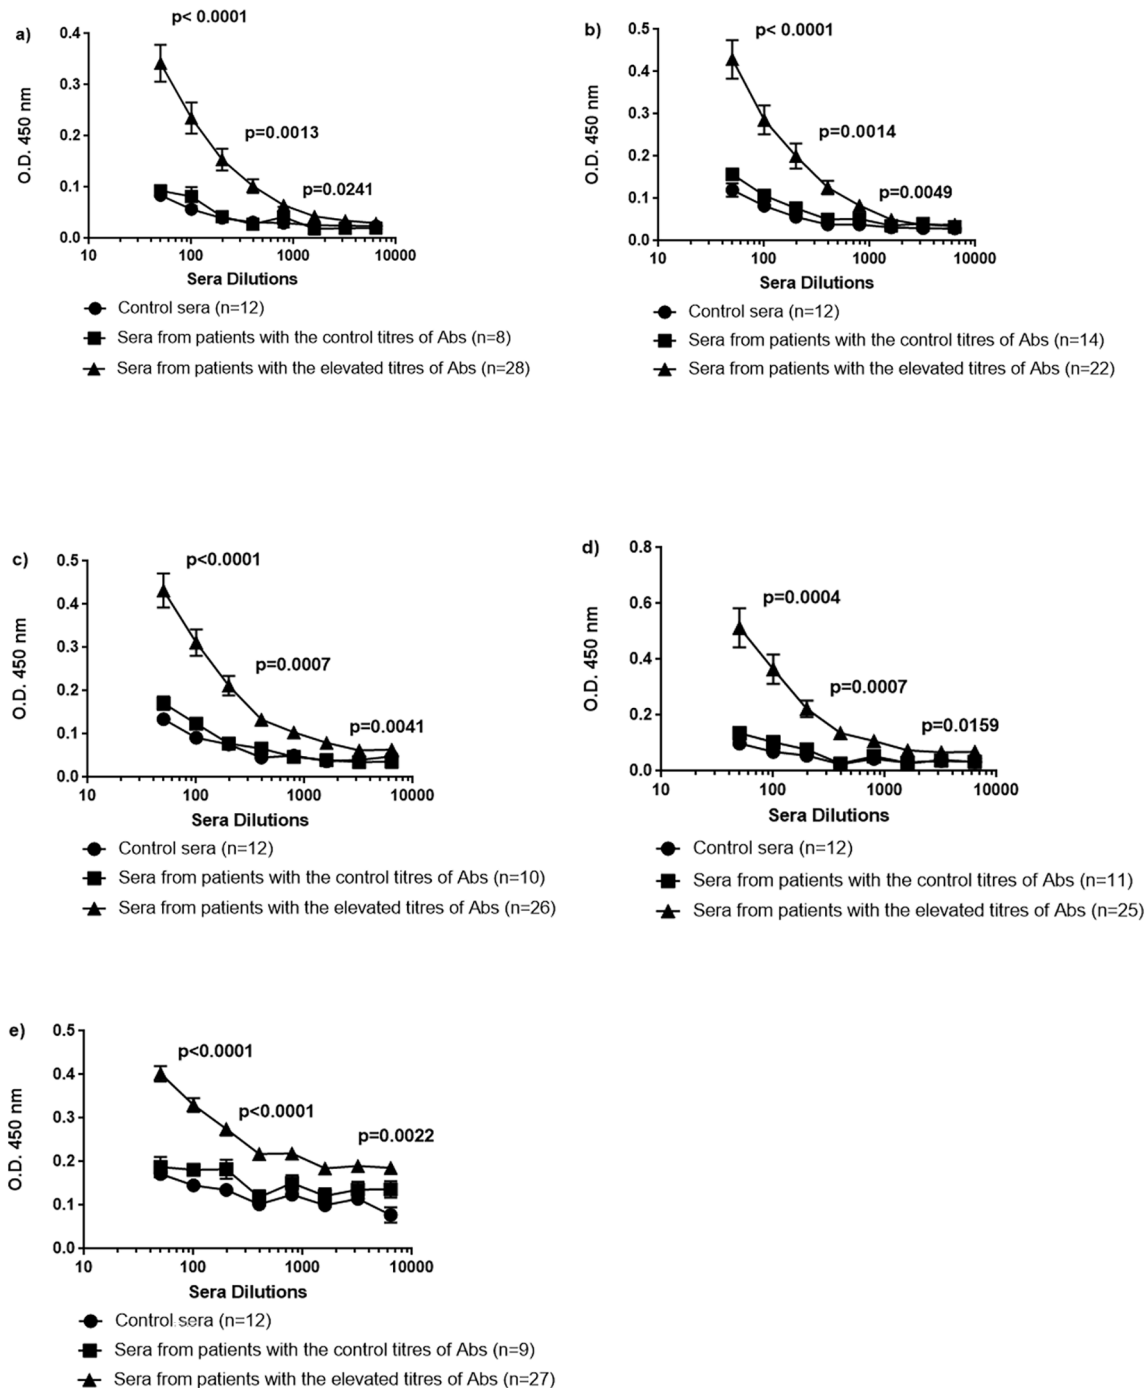 a)
p< 0.0001
0.4
0.3
0.2
0.1
0.0
O.D. 450 nm
p=0.0013
p=0.0241
10
100
1000
10000
Sera Dilutions
Control sera (n=12)
Sera from patients with the control titres of Abs (n=8)
Sera from patients with the elevated titres of Abs (n=28)
b)
p< 0.0001
0.5
0.4
0.3
0.2
0.1
0.0
O.D. 450 nm
p=0.0014
p=0.0049
10
100
1000
10000
Sera Dilutions
Control sera (n=12)
Sera from patients with the control titres of Abs (n=14)
Sera from patients with the elevated titres of Abs (n=22)
c)
p<0.0001
0.5
0.4
0.3
0.2
0.1
0.0
O.D. 450 nm
p=0.0007
p=0.0041
10
100
1000
10000
Sera Dilutions
Control sera (n=12)
Sera from patients with the control titres of Abs (n=10)
Sera from patients with the elevated titres of Abs (n=26)
d)
p=0.0004
0.8
0.6
0.4
0.2
0.0
O.D. 450 nm
p=0.0007
p=0.0159
10
100
1000
10000
Sera Dilutions
Control sera (n=12)
Sera from patients with the control titres of Abs (n=11)
Sera from patients with the elevated titres of Abs (n=25)
e)
p<0.0001
0.5
0.4
0.3
0.2
0.1
0.0
O.D. 450 nm
p<0.0001
p=0.0022
10
100
1000
10000
Sera Dilutions
Control sera (n=12)
Sera from patients with the control titres of Abs (n=9)
Sera from patients with the elevated titres of Abs (n=27)